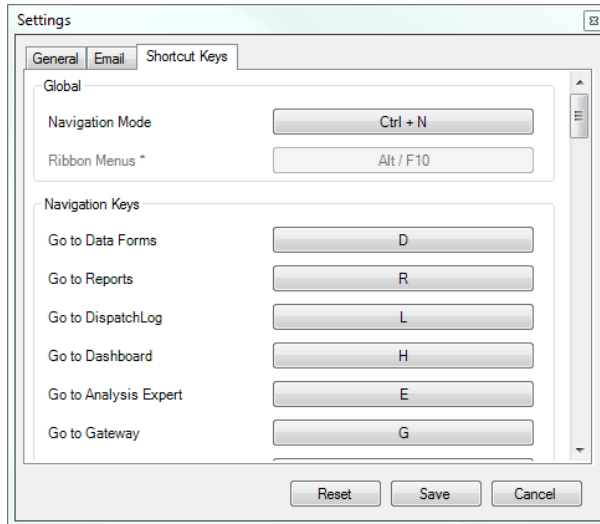 Settings
General Email Shortcut Keys
Global
Navigation Mode Ctrl + N
Ribbon Menus * Alt / F10
Navigation Keys
Go to Data Forms D
Go to Reports R
Go to DispatchLog L
Go to Dashboard H
Go to Analysis Expert E
Go to Gateway G
Reset Save Cancel